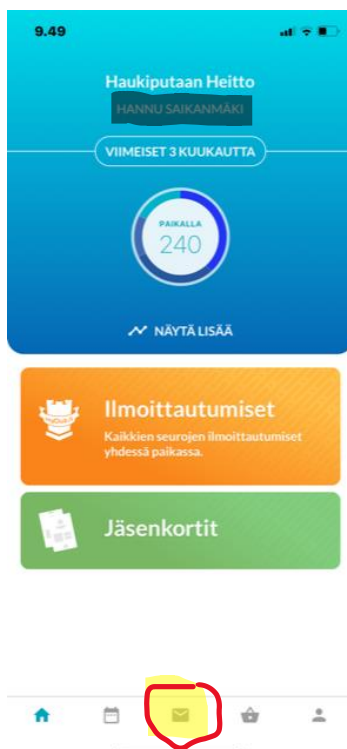 9.49
Haukiputaan Heitto
HANNU SAIKANMÄKI
VIIMEISET 3 KUUKAUTTA
PAIKALLA
240
NÄYTÄ LISÄÄ
Ilmoittautumiset
Kaikkien seurojen ilmoittautumiset
yhdessä paikassa.
Jäsenkortit